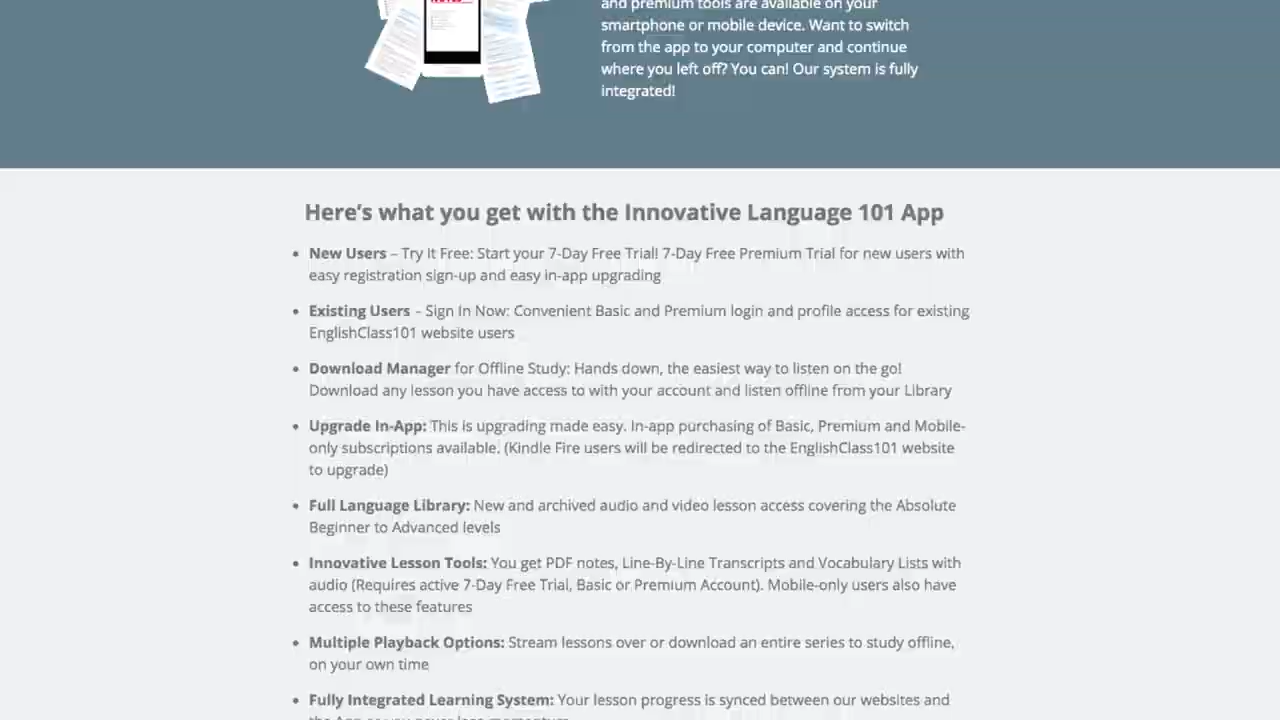 and premium tools are available on your
smartphone or mobile device. Want to switch
from the app to your computer and continue
where you left off? You can! Our system is fully
integrated!
Here's what you get with the Innovative Language 101 App
• New Users – Try It Free: Start your 7-Day Free Trial! 7-Day Free Premium Trial for new users with
easy registration sign-up and easy in-app upgrading
• Existing Users - Sign In Now: Convenient Basic and Premium login and profile access for existing
EnglishClass101 website users
• Download Manager for Offline Study: Hands down, the easiest way to listen on the go!
Download any lesson you have access to with your account and listen offline from your Library
• Upgrade In-App: This is upgrading made easy. In-app purchasing of Basic, Premium and Mobile-
only subscriptions available. (Kindle Fire users will be redirected to the EnglishClass101 website
to upgrade)
• Full Language Library: New and archived audio and video lesson access covering the Absolute
Beginner to Advanced levels
• Innovative Lesson Tools: You get PDF notes, Line-By-Line Transcripts and Vocabulary Lists with
audio (Requires active 7-Day Free Trial, Basic or Premium Account). Mobile-only users also have
access to these features
• Multiple Playback Options: Stream lessons over or download an entire series to study offline,
on your own time
• Fully Integrated Learning System: Your lesson progress is synced between our websites and
the App so you never lose momentum